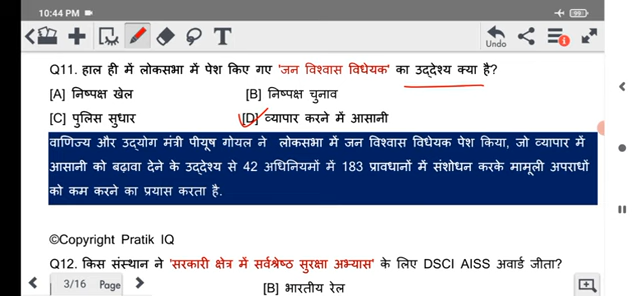 10:44 PM
99
Undo
Q11. हाल ही में लोकसभा में पेश किए गए 'जन विश्वास विधेयक' का उद्देश्य क्या है?
[A] निष्पक्ष खेल [B] निष्पक्ष चुनाव
[C] पुलिस सुधार [D] व्यापार करने में आसानी
वाणिज्य और उद्योग मंत्री पीयूष गोयल ने लोकसभा में जन विश्वास विधेयक पेश किया, जो व्यापार में
आसानी को बढ़ावा देने के उद्देश्य से 42 अधिनियमों में 183 प्रावधानों में संशोधन करके मामूली अपराधों
को कम करने का प्रयास करता है.
©Copyright Pratik IQ
Q12. किस संस्थान ने 'सरकारी क्षेत्र में सर्वश्रेष्ठ सुरक्षा अभ्यास' के लिए DSCI AISS अवार्ड जीता?
3/16 Page
[B] भारतीय रेल